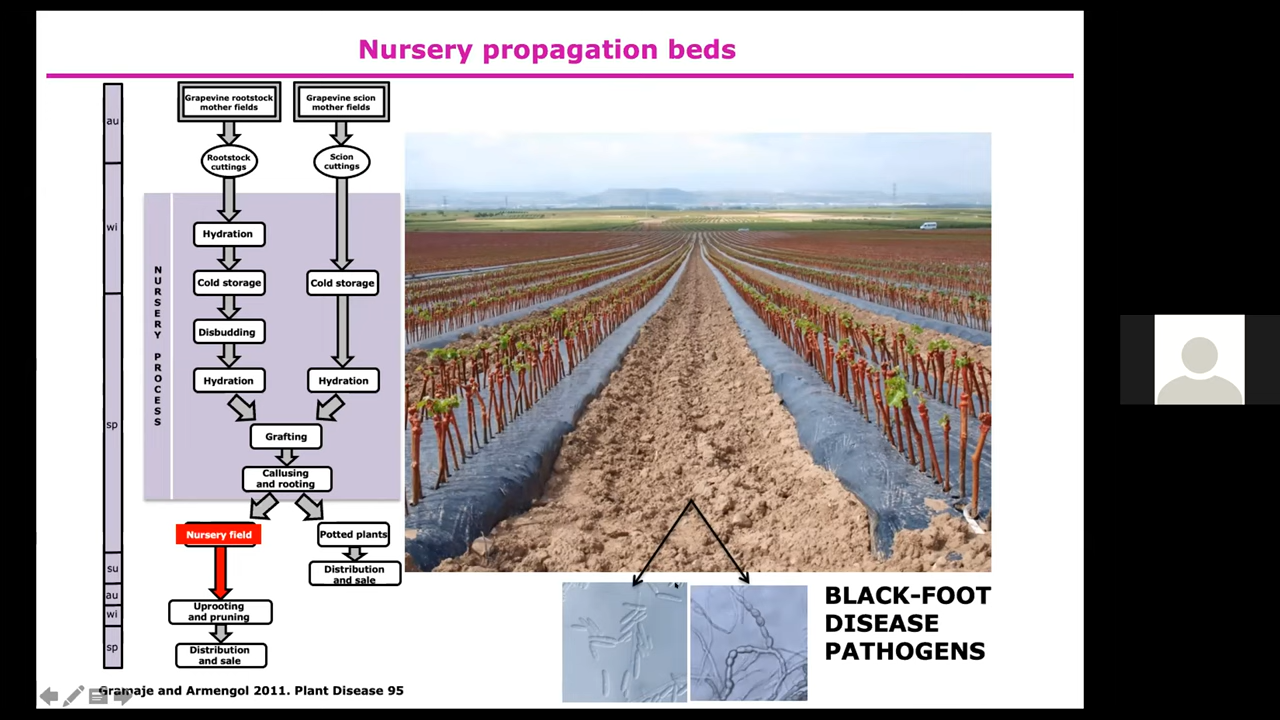 Nursery propagation beds
au
wi
sp
su
au
wi
sp
Grapevine rootstock
mother fields
Grapevine scion
mother fields
Rootstock
cuttings
Scion
cuttings
NURSERY PROCESS
Hydration
Cold storage
Cold storage
Disbudding
Hydration
Hydration
Grafting
Callusing
and rooting
Nursery field
Potted plants
Distribution
and sale
Uprooting
and pruning
Distribution
and sale
BLACK-FOOT
DISEASE
PATHOGENS
Gramaje and Armengol 2011. Plant Disease 95